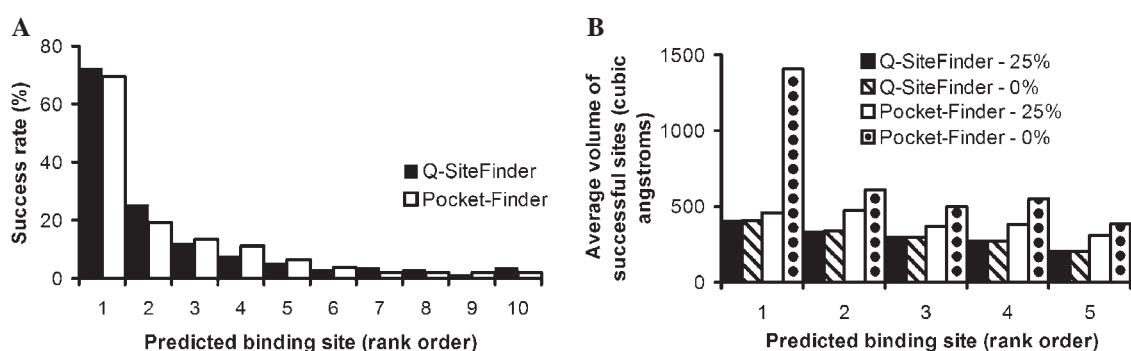 A
Success rate (%)
80
60
40
20
0
Q-SiteFinder
Pocket-Finder
1 2 3 4 5 6 7 8 9 10
Predicted binding site (rank order)
B
Average volume of
successful sites (cubic
angstroms)
1500
1000
500
0
Q-SiteFinder - 25%
Q-SiteFinder - 0%
Pocket-Finder - 25%
Pocket-Finder - 0%
1 2 3 4 5
Predicted binding site (rank order)